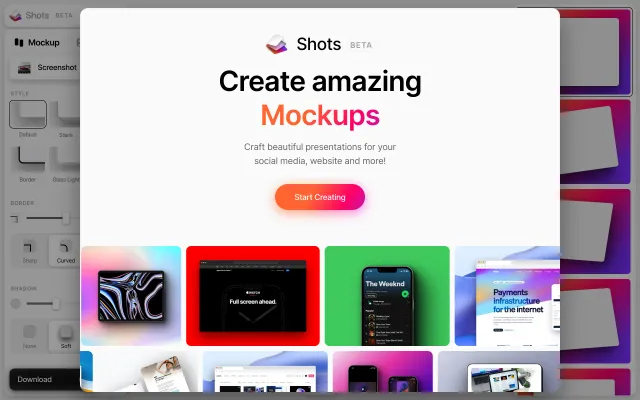 Shots BETA
Mockup
Screenshot
STYLE
Default
Border
Glass Light
BORDER
Sharp
Curved
SHADOW
None
Soft
Download
Shots BETA
Create amazing
Mockups
Craft beautiful presentations for your
social media, website and more!
Start Creating
WATCH
Full screen ahead.
The Weeknd
Payments
infrastructure
for the internet